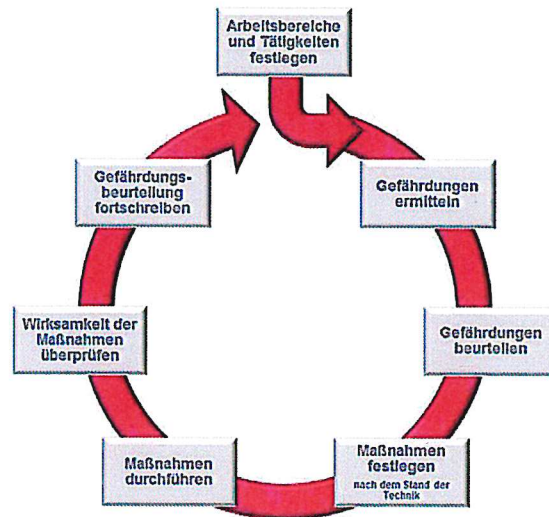 Arbeitsbereiche
und Tätigkeiten
festlegen
Gefährdungen
ermitteln
Gefährdungen
beurteilen
Maßnahmen
festlegen
nach dem Stand der
Technik
Maßnahmen
durchführen
Wirksamkeit der
Maßnahmen
überprüfen
Gefährdungs-
beurteilung
fortschreiben